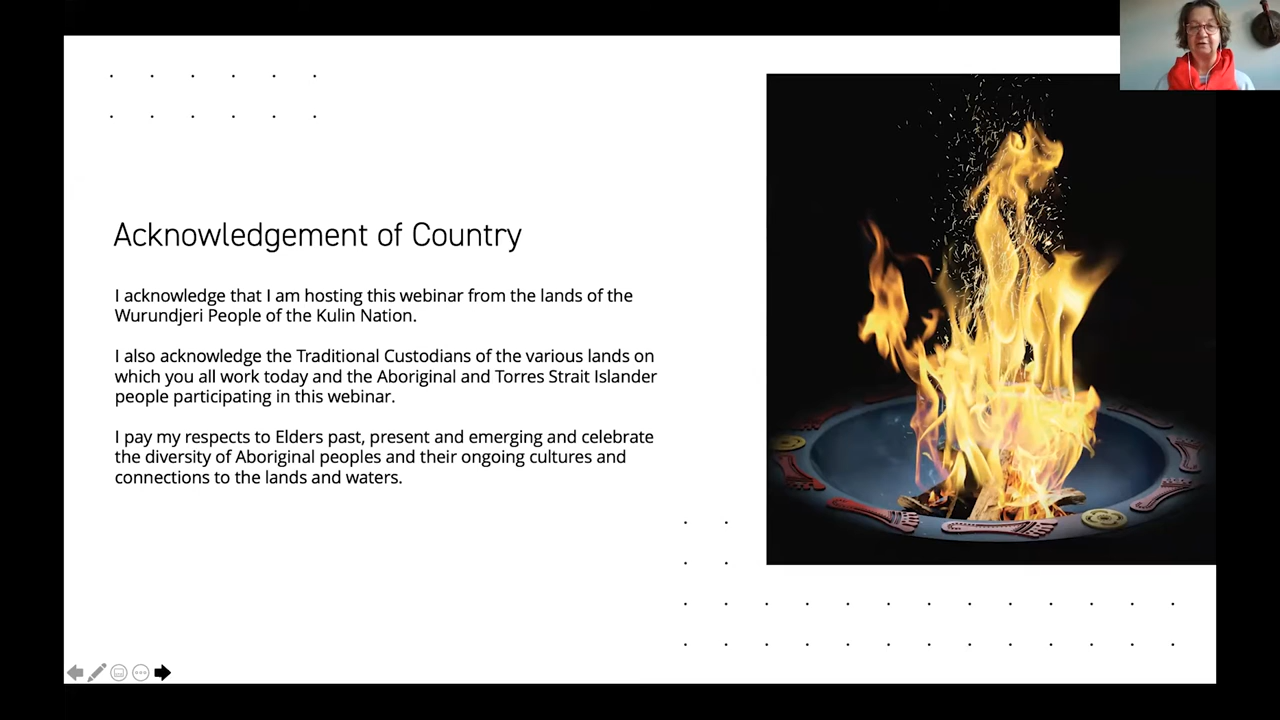 Acknowledgement of Country
I acknowledge that I am hosting this webinar from the lands of the
Wurundjeri People of the Kulin Nation.
I also acknowledge the Traditional Custodians of the various lands on
which you all work today and the Aboriginal and Torres Strait Islander
people participating in this webinar.
I pay my respects to Elders past, present and emerging and celebrate
the diversity of Aboriginal peoples and their ongoing cultures and
connections to the lands and waters.